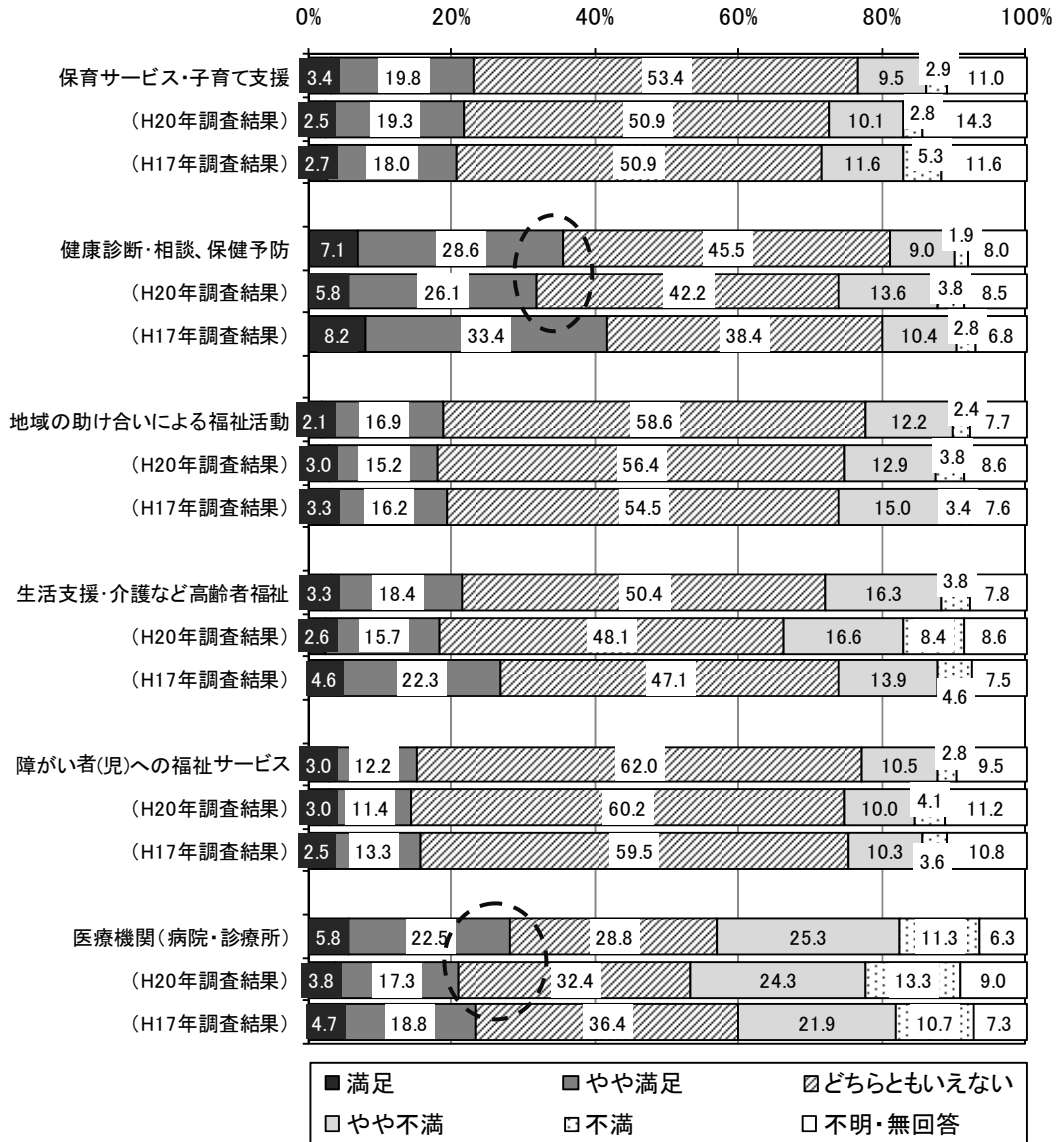 0% 20% 40% 60% 80% 100%
保育サービス・子育て支援 3.4 19.8 53.4 9.5 2.9 11.0
(H20年調査結果) 2.5 19.3 50.9 10.1 2.8 14.3
(H17年調査結果) 2.7 18.0 50.9 11.6 5.3 11.6
健康診断・相談、保健予防 7.1 28.6 45.5 9.0 1.9 8.0
(H20年調査結果) 5.8 26.1 42.2 13.6 3.8 8.5
(H17年調査結果) 8.2 33.4 38.4 10.4 2.8 6.8
地域の助け合いによる福祉活動 2.1 16.9 58.6 12.2 2.4 7.7
(H20年調査結果) 3.0 15.2 56.4 12.9 3.8 8.6
(H17年調査結果) 3.3 16.2 54.5 15.0 3.4 7.6
生活支援・介護など高齢者福祉 3.3 18.4 50.4 16.3 3.8 7.8
(H20年調査結果) 2.6 15.7 48.1 16.6 8.4 8.6
(H17年調査結果) 4.6 22.3 47.1 13.9 4.6 7.5
障がい者(児)への福祉サービス 3.0 12.2 62.0 10.5 2.8 9.5
(H20年調査結果) 3.0 11.4 60.2 10.0 4.1 11.2
(H17年調査結果) 2.5 13.3 59.5 10.3 3.6 10.8
医療機関(病院・診療所) 5.8 22.5 28.8 25.3 11.3 6.3
(H20年調査結果) 3.8 17.3 32.4 24.3 13.3 9.0
(H17年調査結果) 4.7 18.8 36.4 21.9 10.7 7.3
満足 やや満足 どちらともいえない
やや不満 不満 不明・無回答